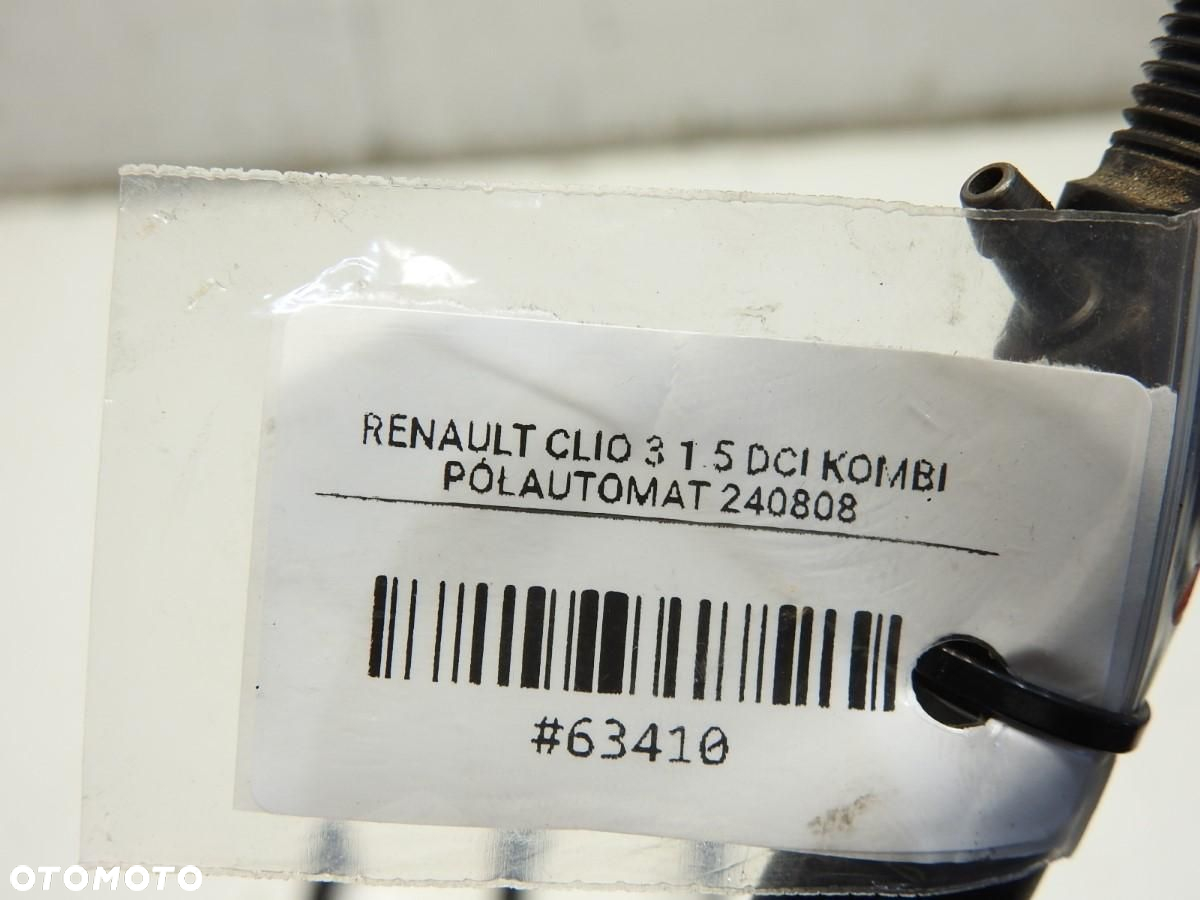 RENAULT CLIO 3 1.5 DCI KOMBI
PÓŁAUTOMAT 240808
#63410
OTOMOTO